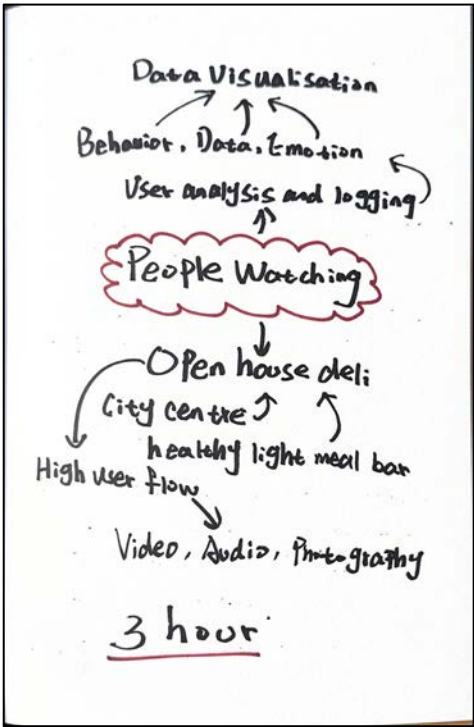 Data Visualisation
Behavior, Data, Emotion
User analysis and logging
People Watching
Open house deli
City centre
healthy light meal bar
High user flow
Video, Audio, Photography
3 hour